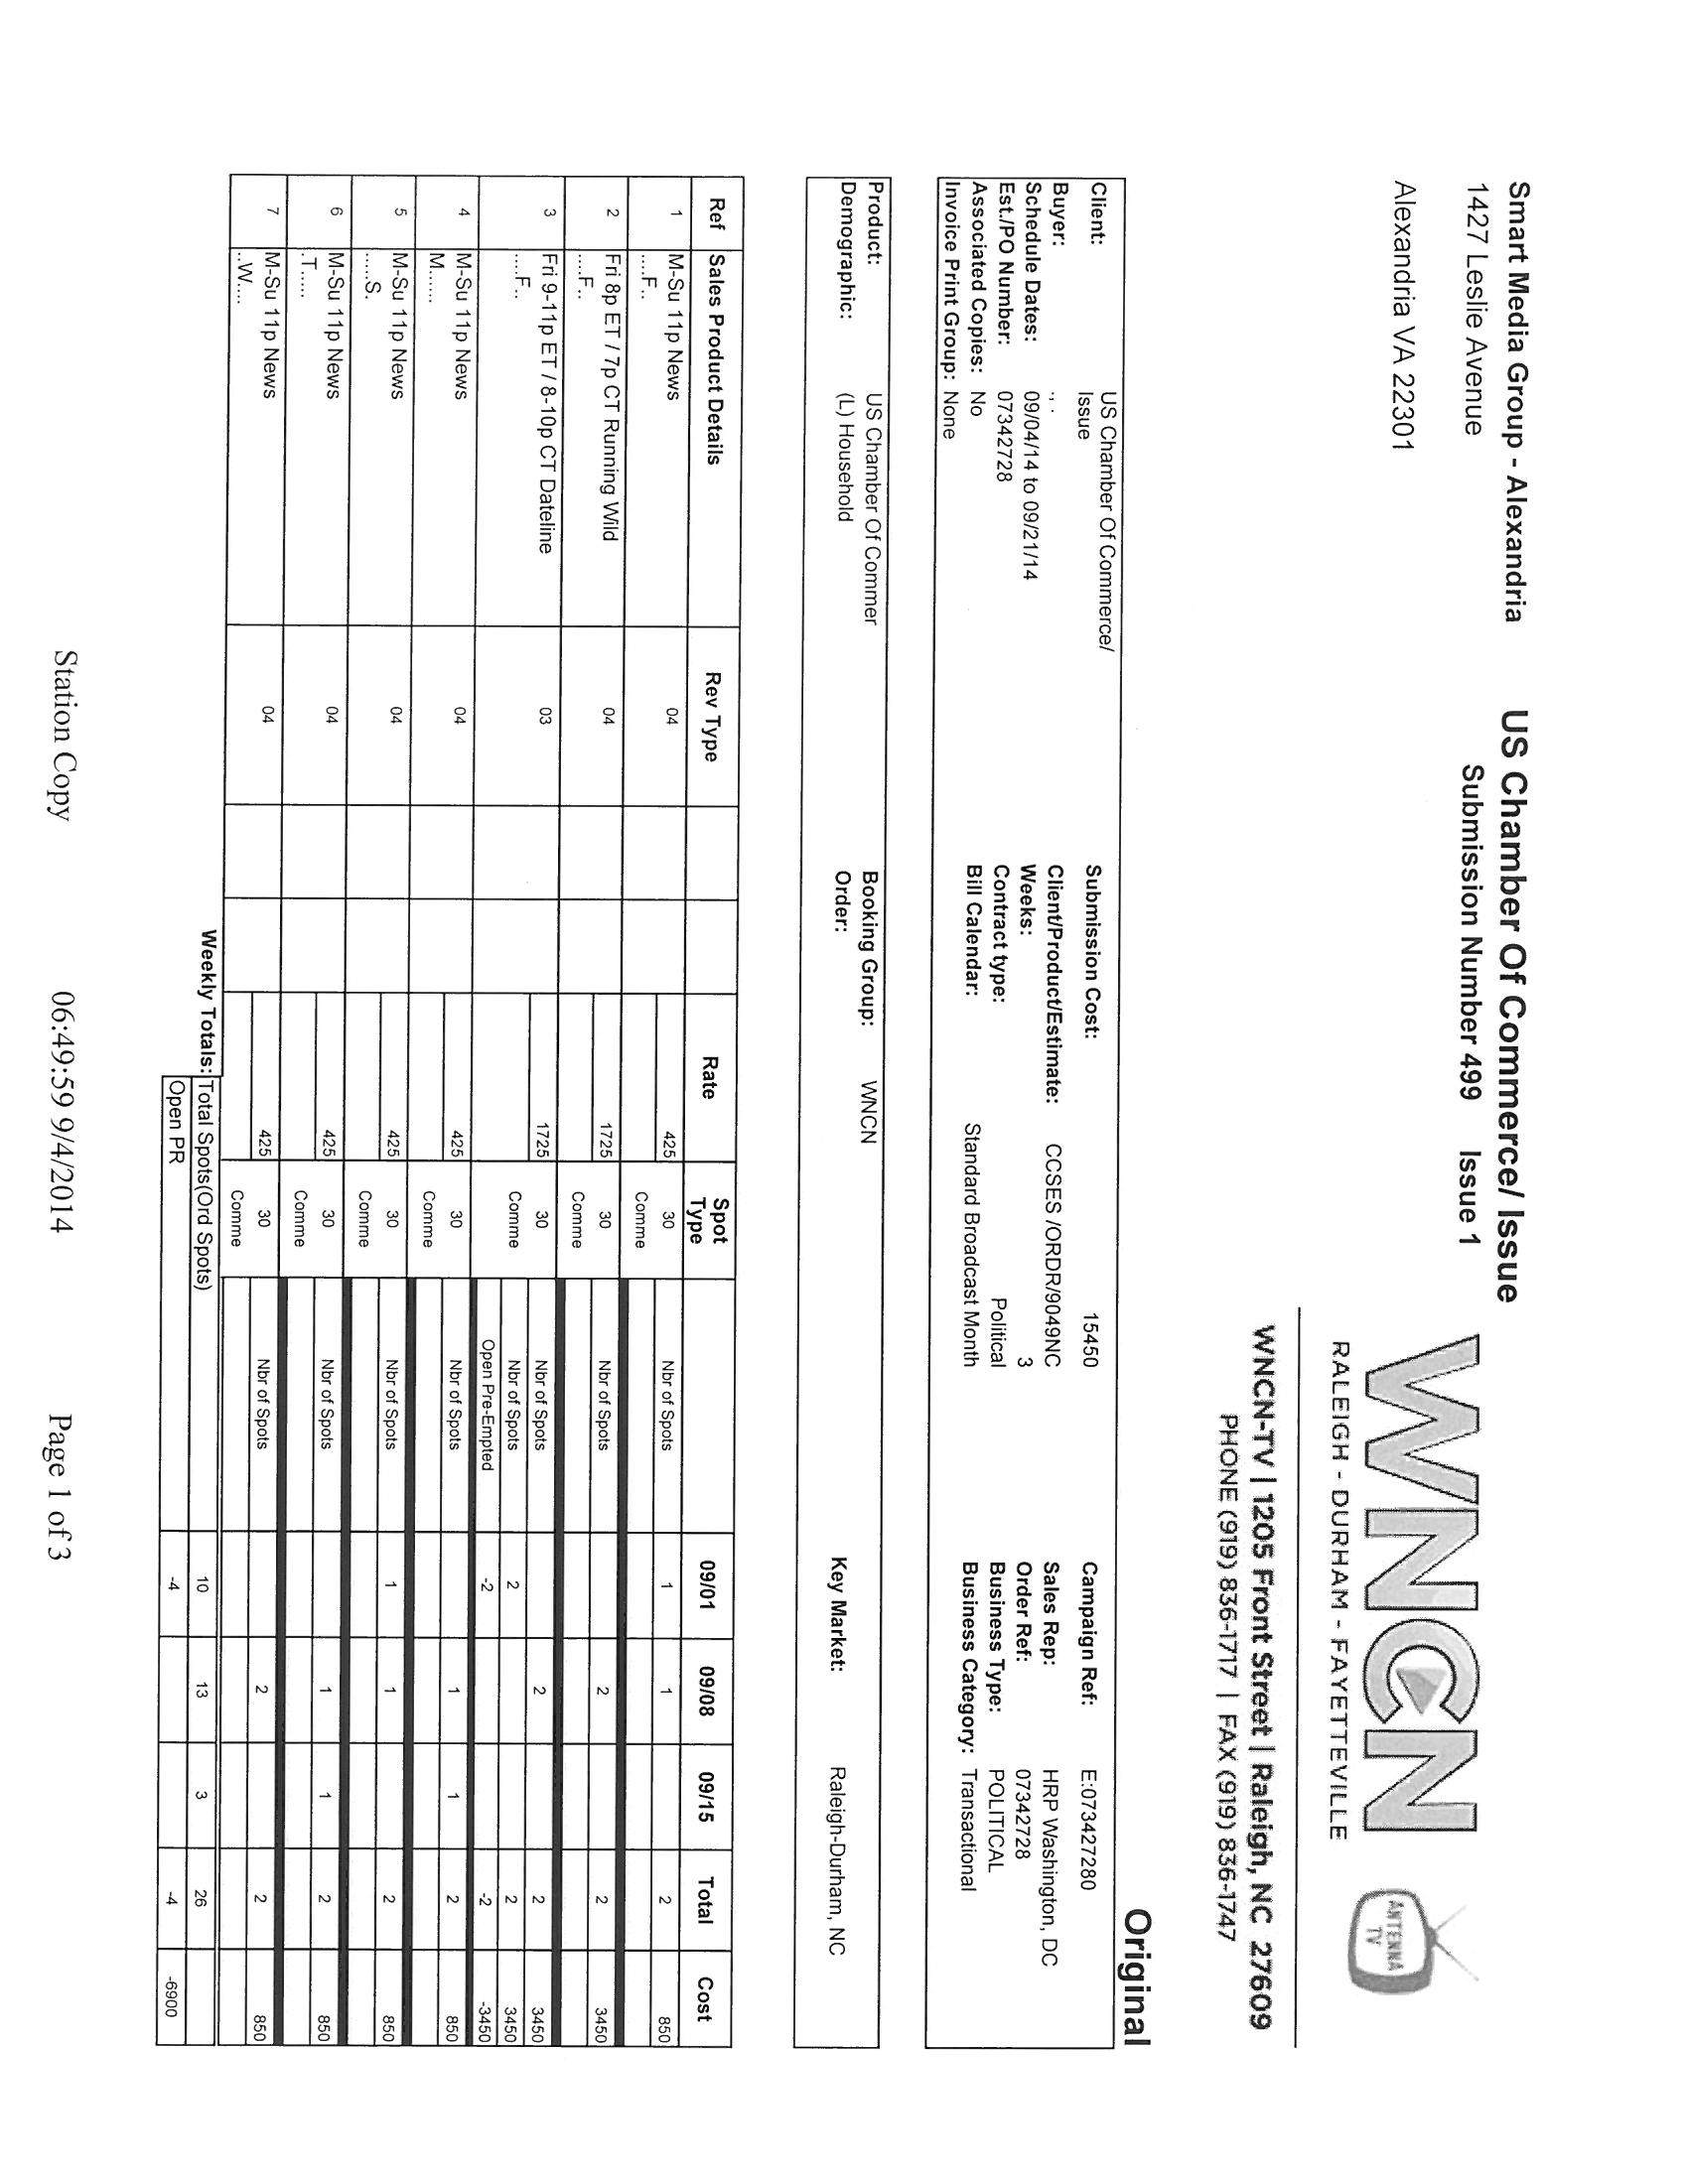 Smart Media Group - Alexandria
1427 Leslie Avenue
Alexandria VA 22301
US Chamber Of Commerce/ Issue
Submission Number 499 Issue 1
WNCN
ANTENNA TV
RALEIGH - DURHAM - FAYETTEVILLE
WNCN-TV | 1205 Front Street | Raleigh, NC 27609
PHONE (919) 836-1717 | FAX (919) 836-1747
Original
Client: US Chamber Of Commerce/ Issue Submission Cost: 15450 Campaign Ref: E:073427280
Buyer: ., . Client/Product/Estimate: CCSES /ORDR/9049NC Sales Rep: HRP Washington, DC
Schedule Dates: 09/04/14 to 09/21/14 Weeks: 3 Order Ref: 07342728
Est./PO Number: 07342728 Contract type: Political Business Type: POLITICAL
Associated Copies: No Bill Calendar: Standard Broadcast Month Business Category: Transactional
Invoice Print Group: None
Product: US Chamber Of Commer Booking Group: WNCN
Demographic: (L) Household Order: Key Market: Raleigh-Durham, NC
Ref Sales Product Details Rev Type Rate Spot Type 09/01 09/08 09/15 Total Cost
1 M-Su 11p News 04 425 30 Nbr of Spots 1 1 2 850
....F.. Comme
2 Fri 8p ET / 7p CT Running Wild 04 1725 30 Nbr of Spots 2 2 3450
....F.. Comme
3 Fri 9-11p ET / 8-10p CT Dateline 03 1725 30 Nbr of Spots 2 2 3450
....F.. Comme Nbr of Spots 2 2 3450
Open Pre-Empted -2 -2 -3450
4 M-Su 11p News 04 425 30 Nbr of Spots 1 1 2 850
M...... Comme
5 M-Su 11p News 04 425 30 Nbr of Spots 1 1 2 850
.....S. Comme
6 M-Su 11p News 04 425 30 Nbr of Spots 1 1 2 850
.T..... Comme
7 M-Su 11p News 04 425 30 Nbr of Spots 2 2 850
..W.... Comme
Weekly Totals: Total Spots(Ord Spots) 10 13 3 26
Open PR -4 -4 -6900
Station Copy 06:49:59 9/4/2014 Page 1 of 3